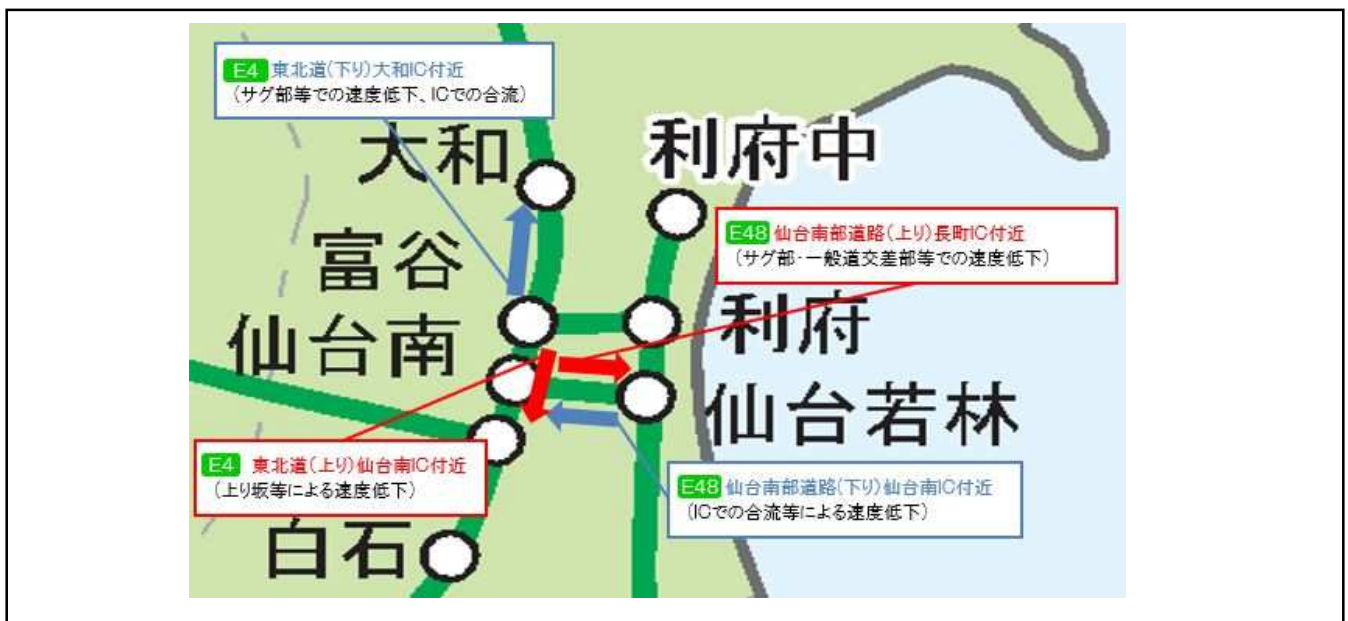 E4 東北道(下り)大和IC付近
(サグ部等での速度低下、ICでの合流)
大和
利府中
E48 仙台南部道路(上り)長町IC付近
(サグ部・一般道交差部等での速度低下)
富谷
利府
仙台南
仙台若林
E4 東北道(上り)仙台南IC付近
(上り坂等による速度低下)
E48 仙台南部道路(下り)仙台南IC付近
(ICでの合流等による速度低下)
白石